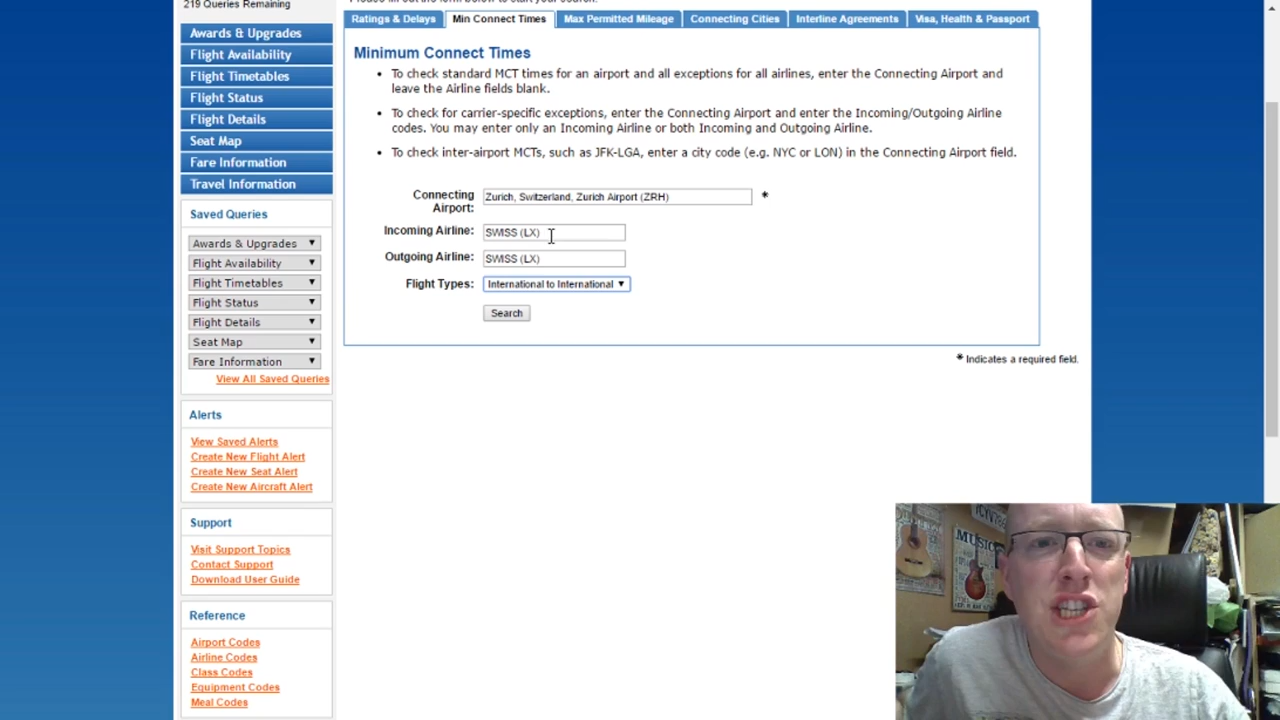 219 Queries Remaining
Awards & Upgrades
Flight Availability
Flight Timetables
Flight Status
Flight Details
Seat Map
Fare Information
Travel Information
Saved Queries
Awards & Upgrades ▼
Flight Availability ▼
Flight Timetables ▼
Flight Status ▼
Flight Details ▼
Seat Map ▼
Fare Information ▼
View All Saved Queries
Alerts
View Saved Alerts
Create New Flight Alert
Create New Seat Alert
Create New Aircraft Alert
Support
Visit Support Topics
Contact Support
Download User Guide
Reference
Airport Codes
Airline Codes
Class Codes
Equipment Codes
Meal Codes
Ratings & Delays Min Connect Times Max Permitted Mileage Connecting Cities Interline Agreements Visa, Health & Passport
Minimum Connect Times
• To check standard MCT times for an airport and all exceptions for all airlines, enter the Connecting Airport and
leave the Airline fields blank.
• To check for carrier-specific exceptions, enter the Connecting Airport and enter the Incoming/Outgoing Airline
codes. You may enter only an Incoming Airline or both Incoming and Outgoing Airline.
• To check inter-airport MCTs, such as JFK-LGA, enter a city code (e.g. NYC or LON) in the Connecting Airport field.
Connecting
Airport: Zurich, Switzerland, Zurich Airport (ZRH) *
Incoming Airline: SWISS (LX)
Outgoing Airline: SWISS (LX)
Flight Types: International to International ▼
Search
* Indicates a required field.
MUSIC